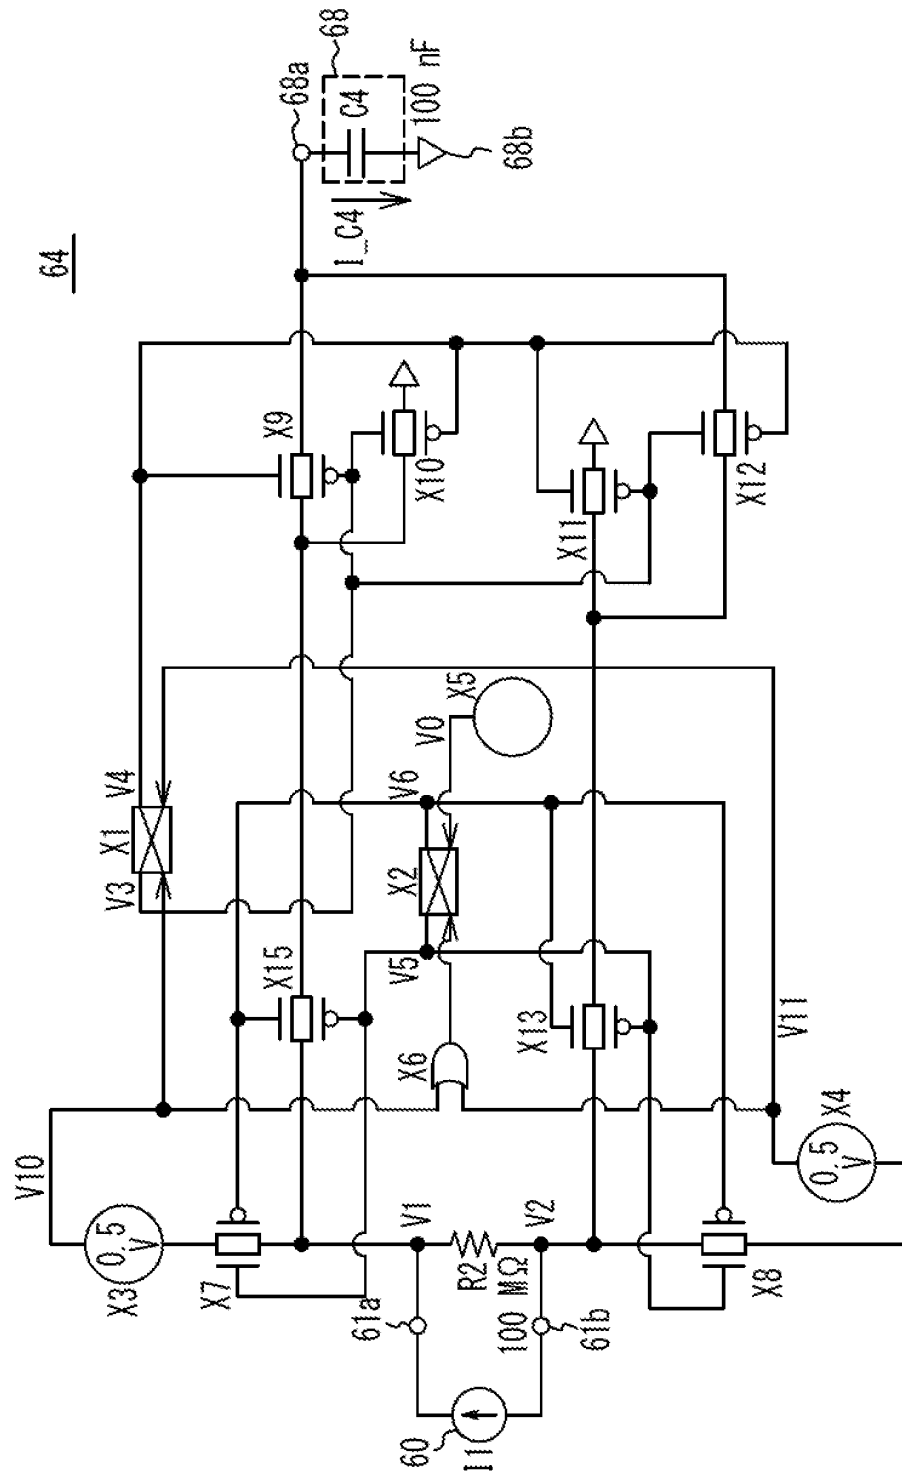 64
68
68a
C4
100 nF
68b
I_C4
X9
X10
X11
X12
V4
X1
V3
X5
V0
V6
X2
V5
X15
X13
X6
V11
V10
X3
0,5
V
X7
V1
R2
100 MΩ
V2
61a
61b
60
I1
X8
X4
0,5
V